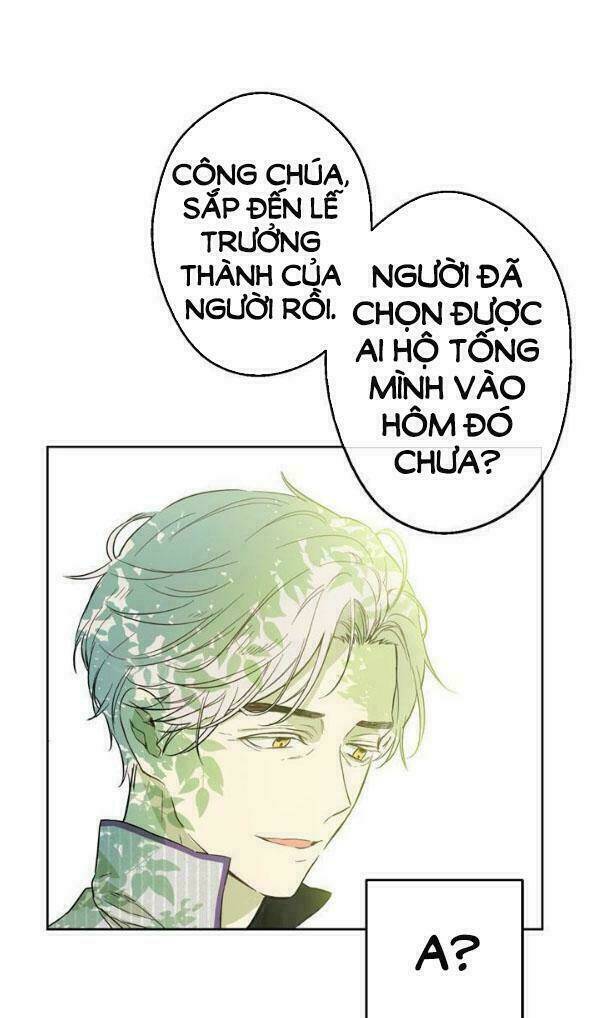 CÔNG CHÚA,
SẮP ĐẾN LỄ
TRƯỞNG
THÀNH CỦA
NGƯỜI RỒI.
NGƯỜI ĐÃ
CHỌN ĐƯỢC
AI HỘ TỐNG
MÌNH VÀO
HÔM ĐÓ
CHƯA?
A?